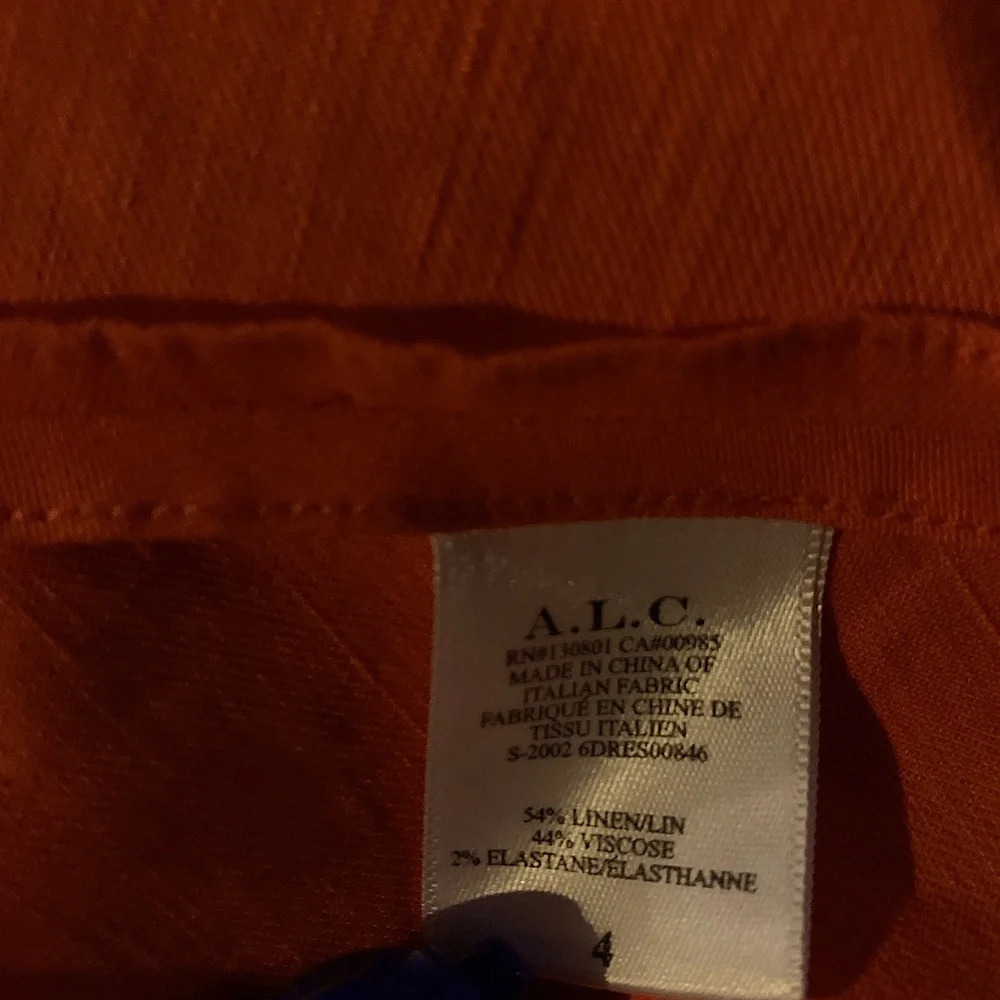 A.L.C.
RN#130801 CA#00985
MADE IN CHINA OF
ITALIAN FABRIC
FABRIQUÉ EN CHINE DE
TISSU ITALIEN
S-2002 6DRES00846
54% LINEN/LIN
44% VISCOSE
2% ELASTANE/ÉLASTHANNE
4